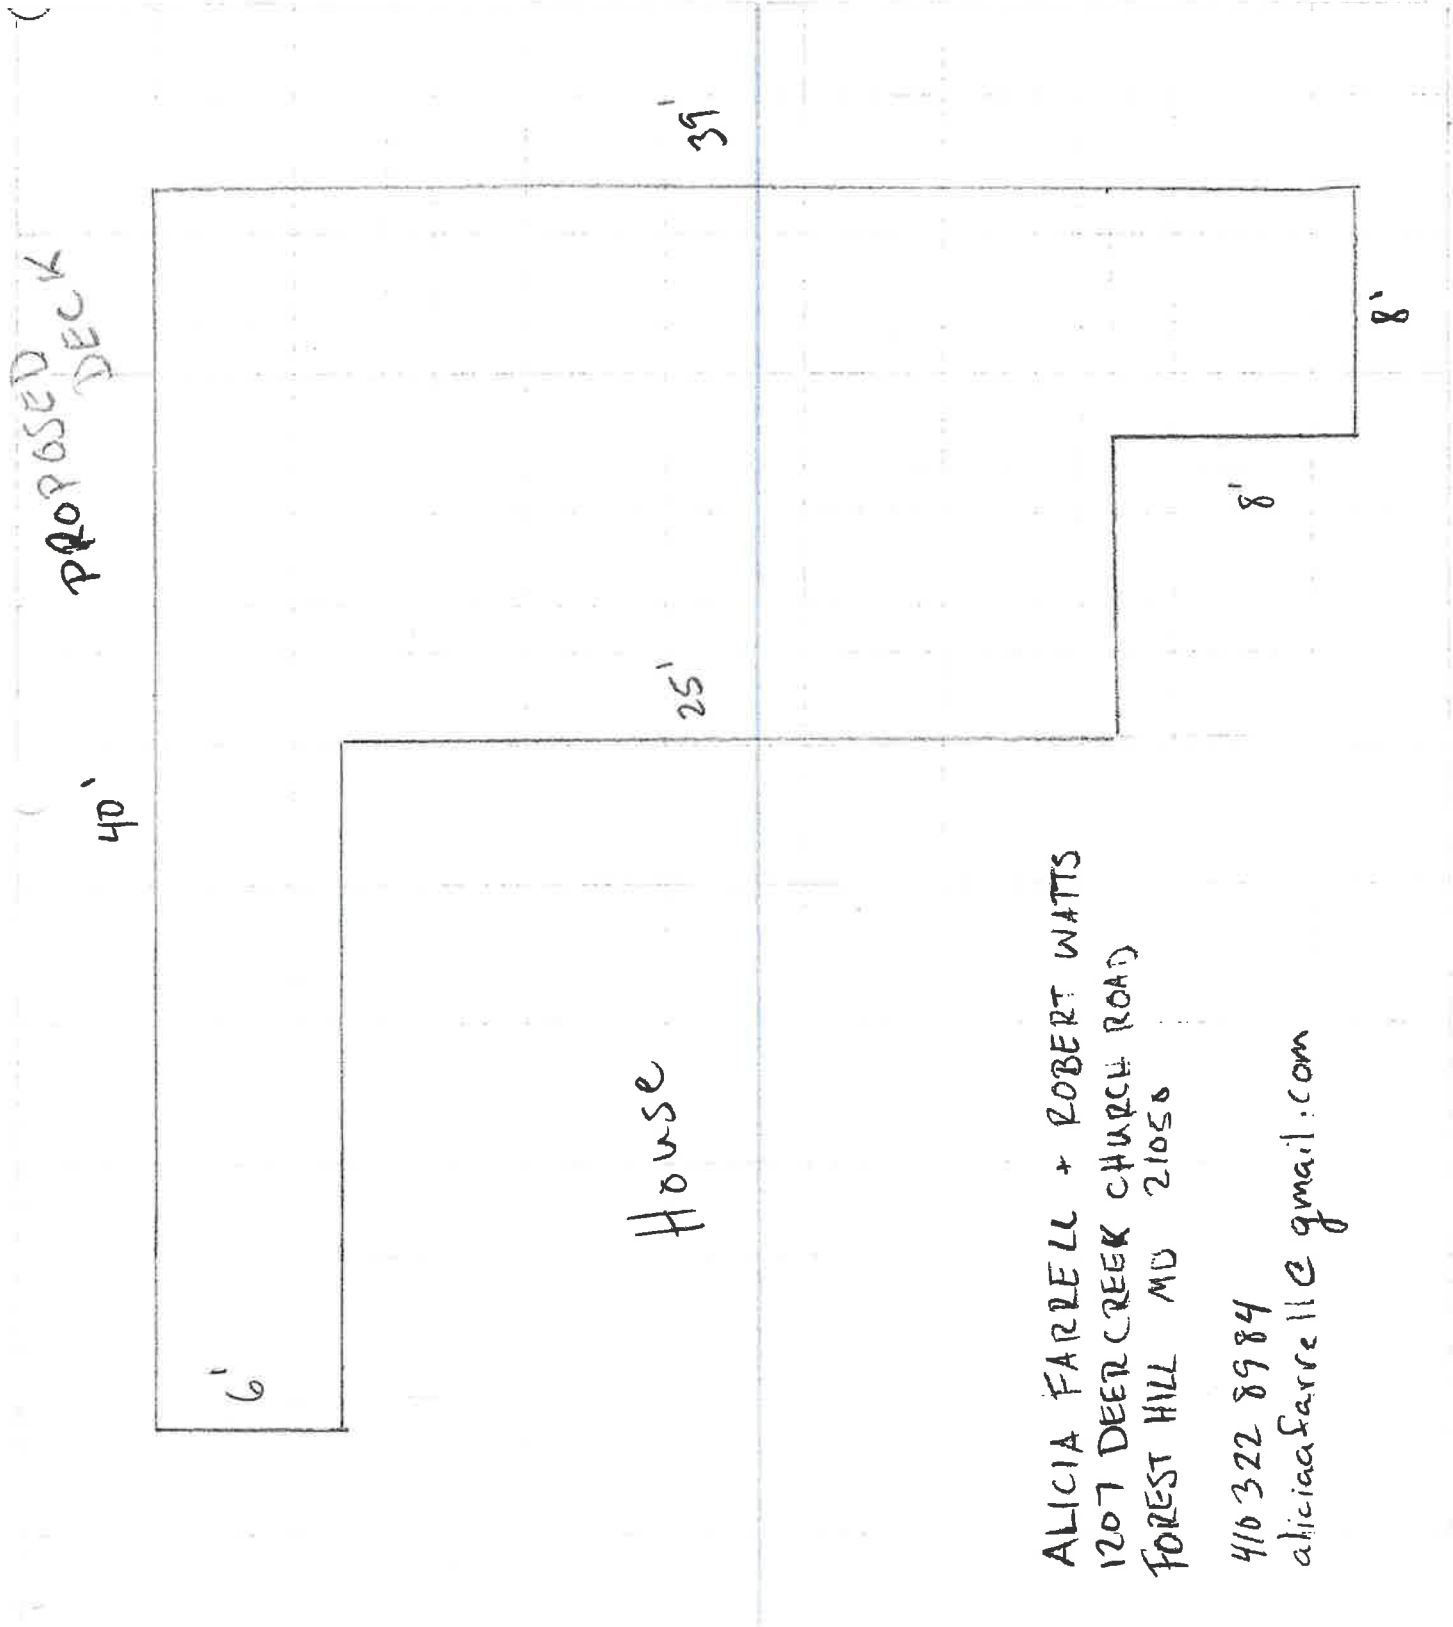 PROPOSED
DECK
40'
6'
House
25'
39'
8'
8'
ALICIA FARRELL + ROBERT WATTS
1207 DEER CREEK CHURCH ROAD
FOREST HILL MD 21050
410 322 8984
aliciaafarrell@gmail.com